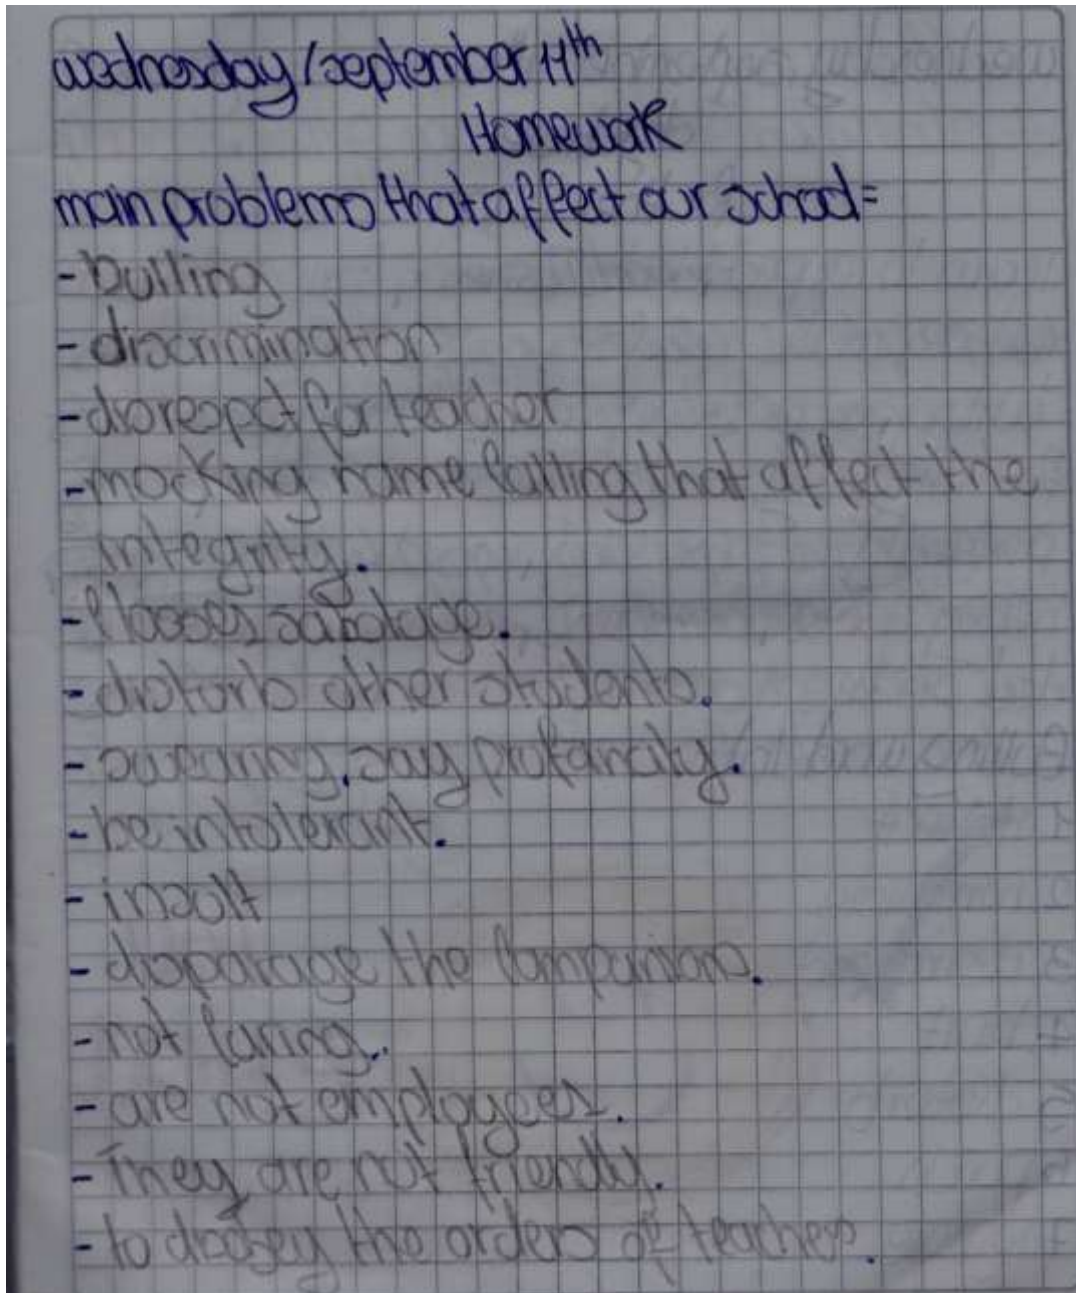 wednesday/september 11th
Homework
main problems that affect our school=
-bulling
-discrimination
-disrespct for teacher
-mocking name calling that affect the
integrity.
-classes sabotage.
-disturb other students.
-swearing, say profancity.
-be intolerant.
-insult
-disparage the companions.
-not caring.
-are not employees.
-They are not friendly.
-to disobey the orders of teachers.